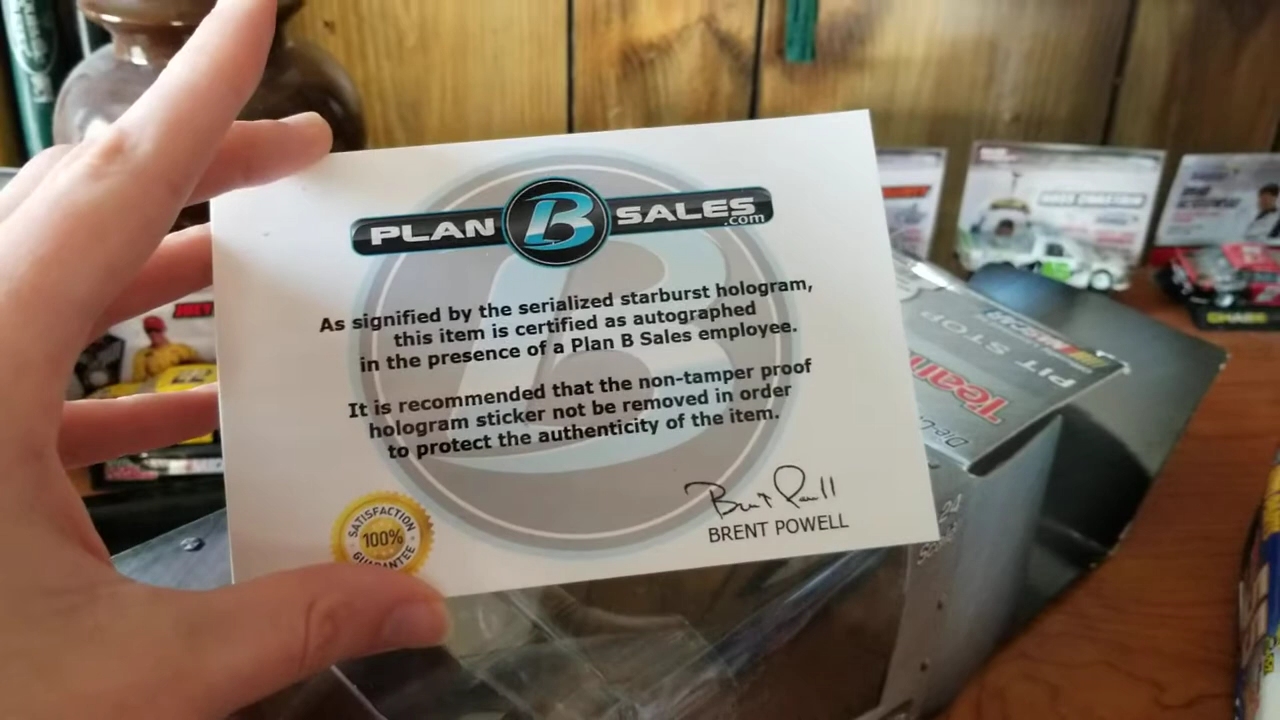 PLAN B SALES
.com
As signified by the serialized starburst hologram,
this item is certified as autographed
in the presence of a Plan B Sales employee.
It is recommended that the non-tamper proof
hologram sticker not be removed in order
to protect the authenticity of the item.
SATISFACTION
100%
GUARANTEE
BRENT POWELL
PIT STOP
Team